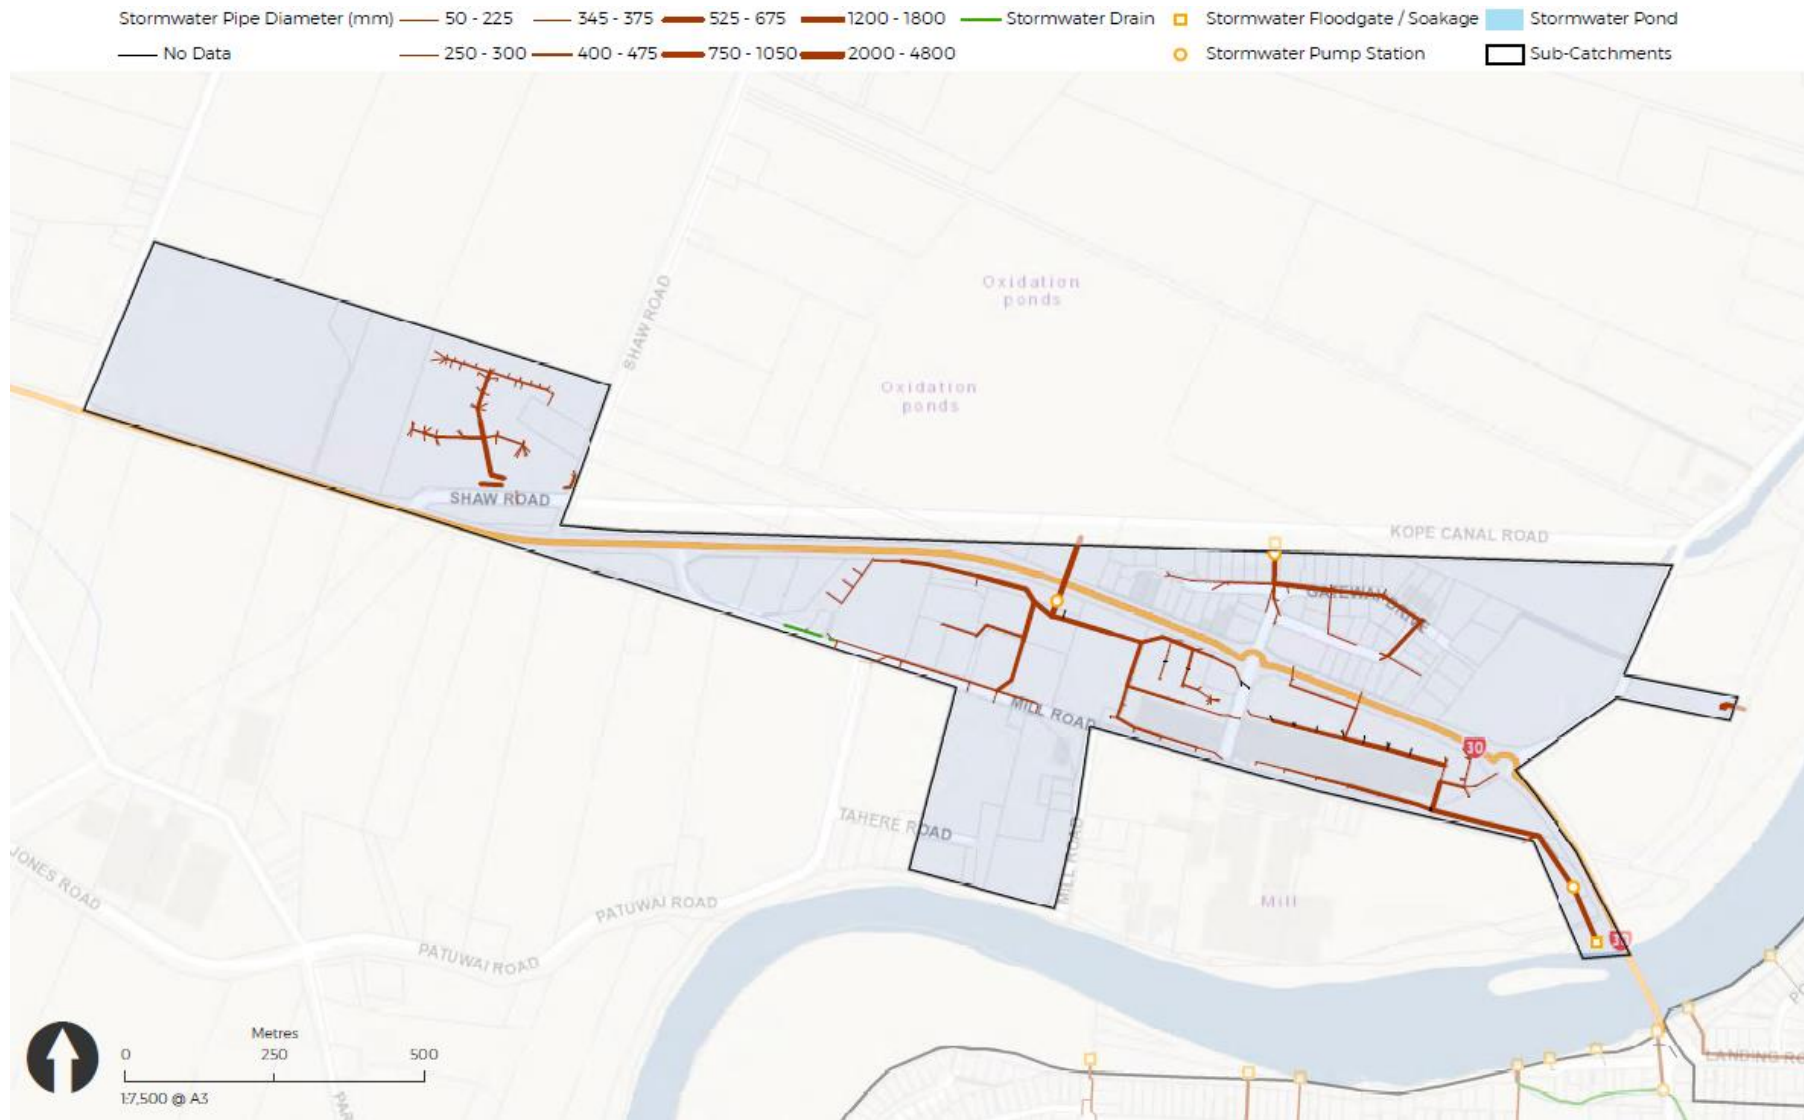 Stormwater Pipe Diameter (mm) 50 - 225 345 - 375 525 - 675 1200 - 1800 Stormwater Drain Stormwater Floodgate / Soakage Stormwater Pond
No Data 250 - 300 400 - 475 750 - 1050 2000 - 4800 Stormwater Pump Station Sub-Catchments
Oxidation
ponds
SHAW ROAD
Oxidation
ponds
SHAW ROAD
KOPE CANAL ROAD
GATEWAY DRIVE
MILL ROAD
30
TAHERE ROAD
MILL ROAD
JONES ROAD
Mill
PATUWAI ROAD
PATUWAI ROAD
Metres
0 250 500
1:7,500 @ A3